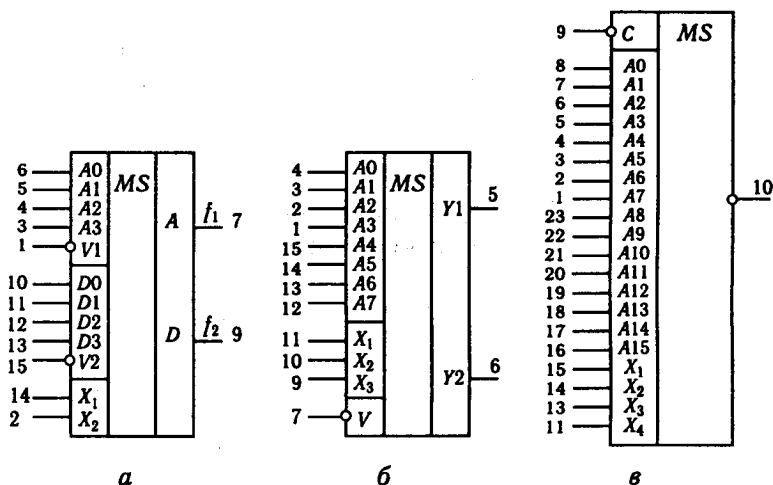 6 A0 MS
5 A1
4 A2 A f₁ 7
3 A3
1 V1
10 D0
11 D1
12 D2 D f₂ 9
13 D3
15 V2
14 X₁
2 X₂
а
4 A0 MS
3 A1
2 A2 Y1 5
1 A3
15 A4
14 A5
13 A6
12 A7
11 X₁
10 X₂
9 X₃ Y2 6
7 V
б
9 C MS
8 A0
7 A1
6 A2
5 A3
4 A4
3 A5
2 A6
1 A7 10
23 A8
22 A9
21 A10
20 A11
19 A12
18 A13
17 A14
16 A15
15 X₁
14 X₂
13 X₃
11 X₄
в